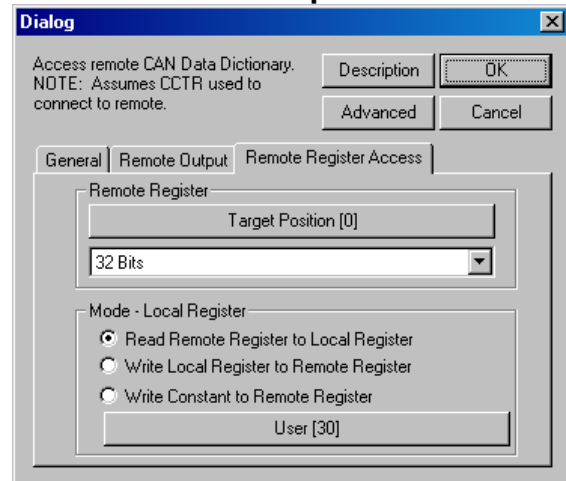 Dialog
Access remote CAN Data Dictionary.
NOTE: Assumes CCTR used to
connect to remote.
Description
OK
Advanced
Cancel
General
Remote Output
Remote Register Access
Remote Register
Target Position [0]
32 Bits
Mode - Local Register
Read Remote Register to Local Register
Write Local Register to Remote Register
Write Constant to Remote Register
User [30]